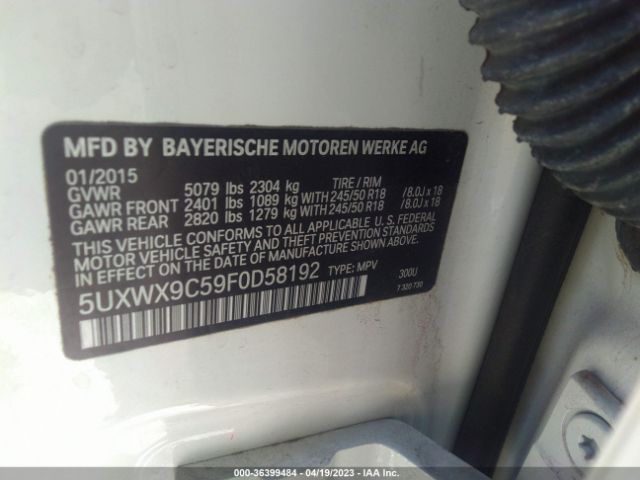 MFD BY BAYERISCHE MOTOREN WERKE AG
01/2015 TIRE / RIM
GVWR 5079 lbs 2304 kg
GAWR FRONT 2401 lbs 1089 kg WITH 245/50 R18 / 8.0J x 18
GAWR REAR 2820 lbs 1279 kg WITH 245/50 R18 / 8.0J x 18
THIS VEHICLE CONFORMS TO ALL APPLICABLE U. S. FEDERAL
MOTOR VEHICLE SAFETY AND THEFT PREVENTION STANDARDS
IN EFFECT ON THE DATE OF MANUFACTURE SHOWN ABOVE.
5UXWX9C59F0D58192 TYPE: MPV 300U
7 320 730
000-36399484 - 04/19/2023 - IAA Inc.